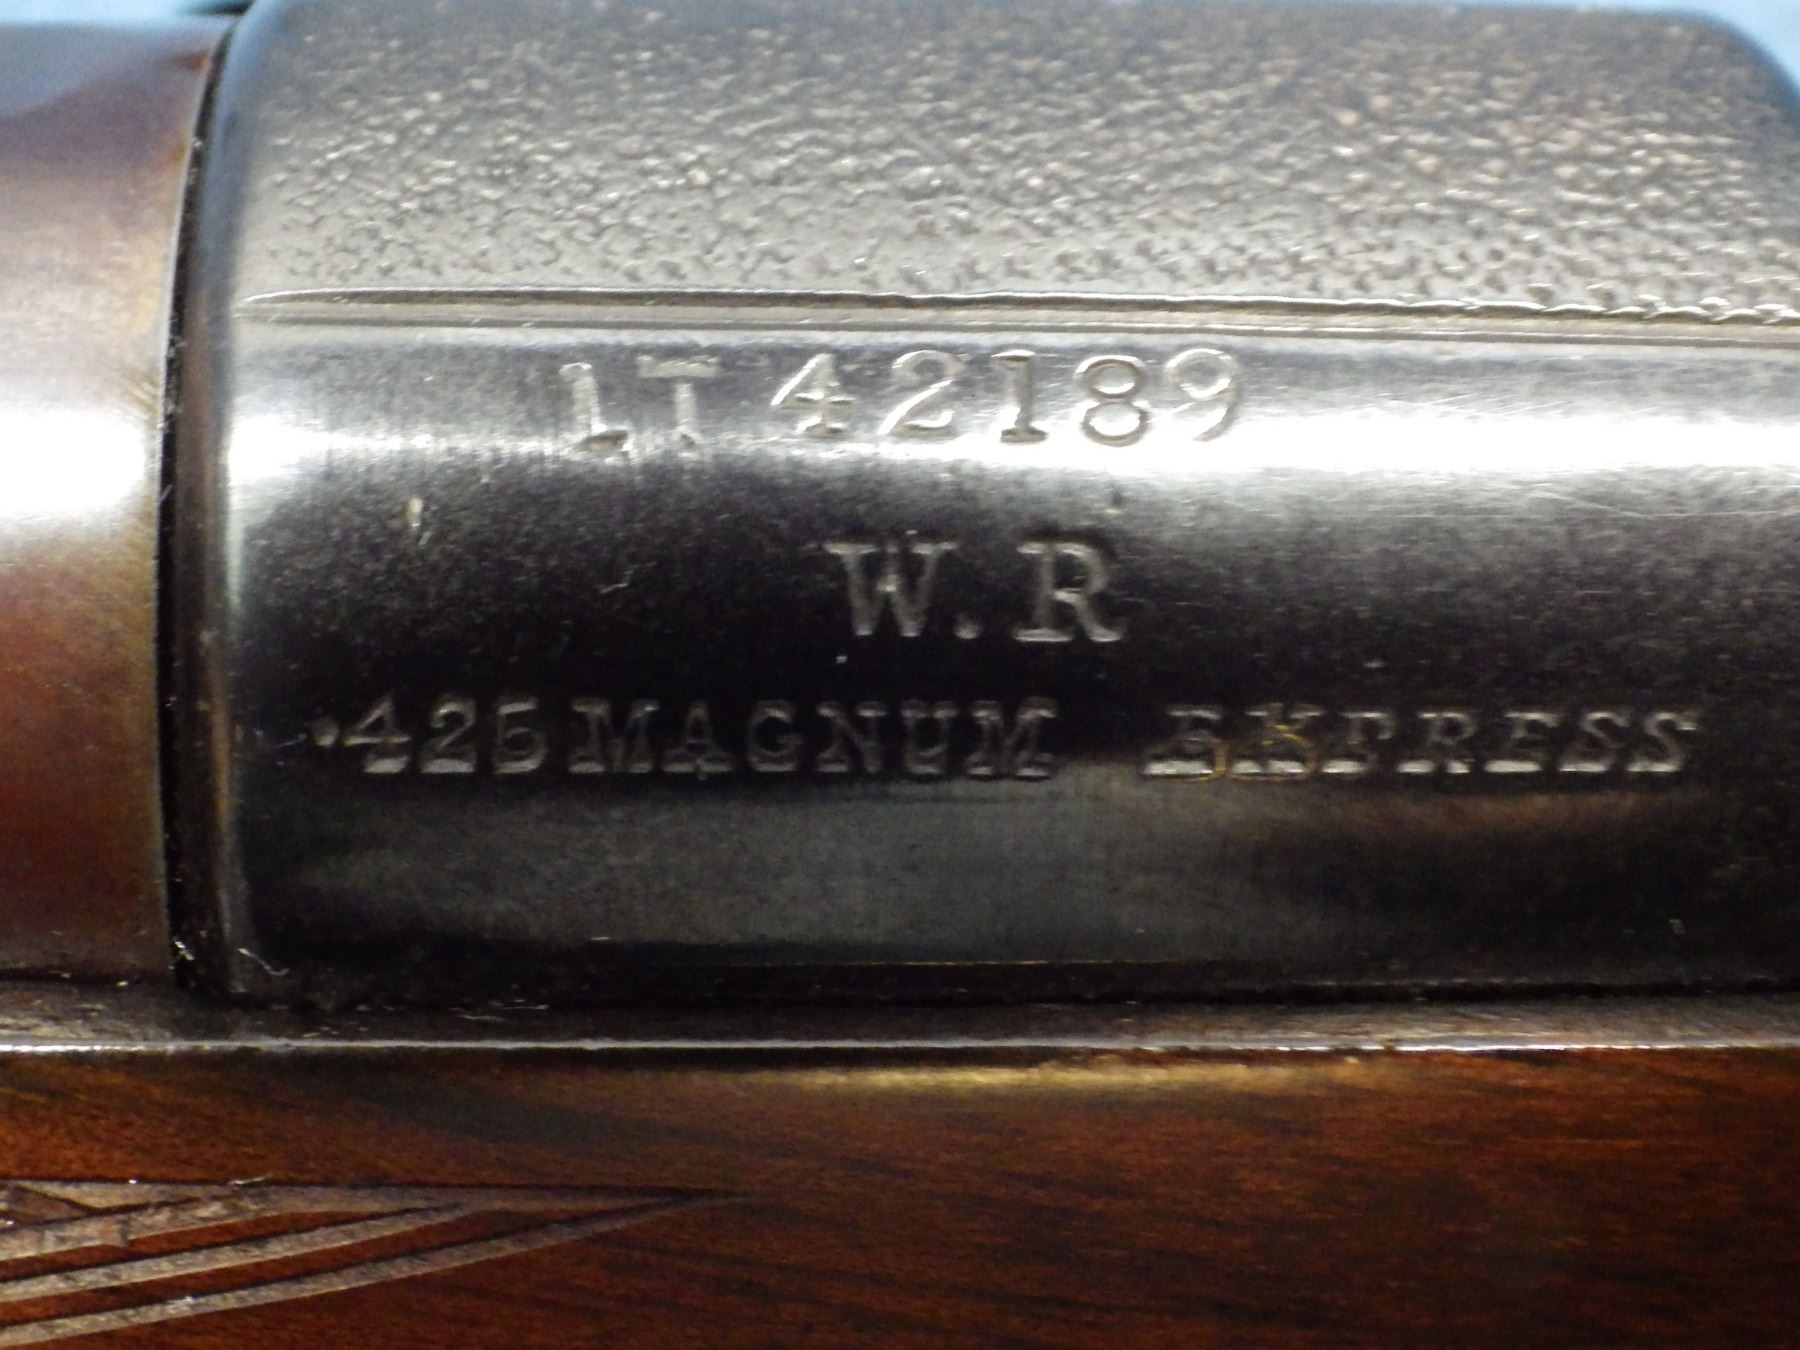 LT 42189
W.R
.425 MAGNUM EXPRESS